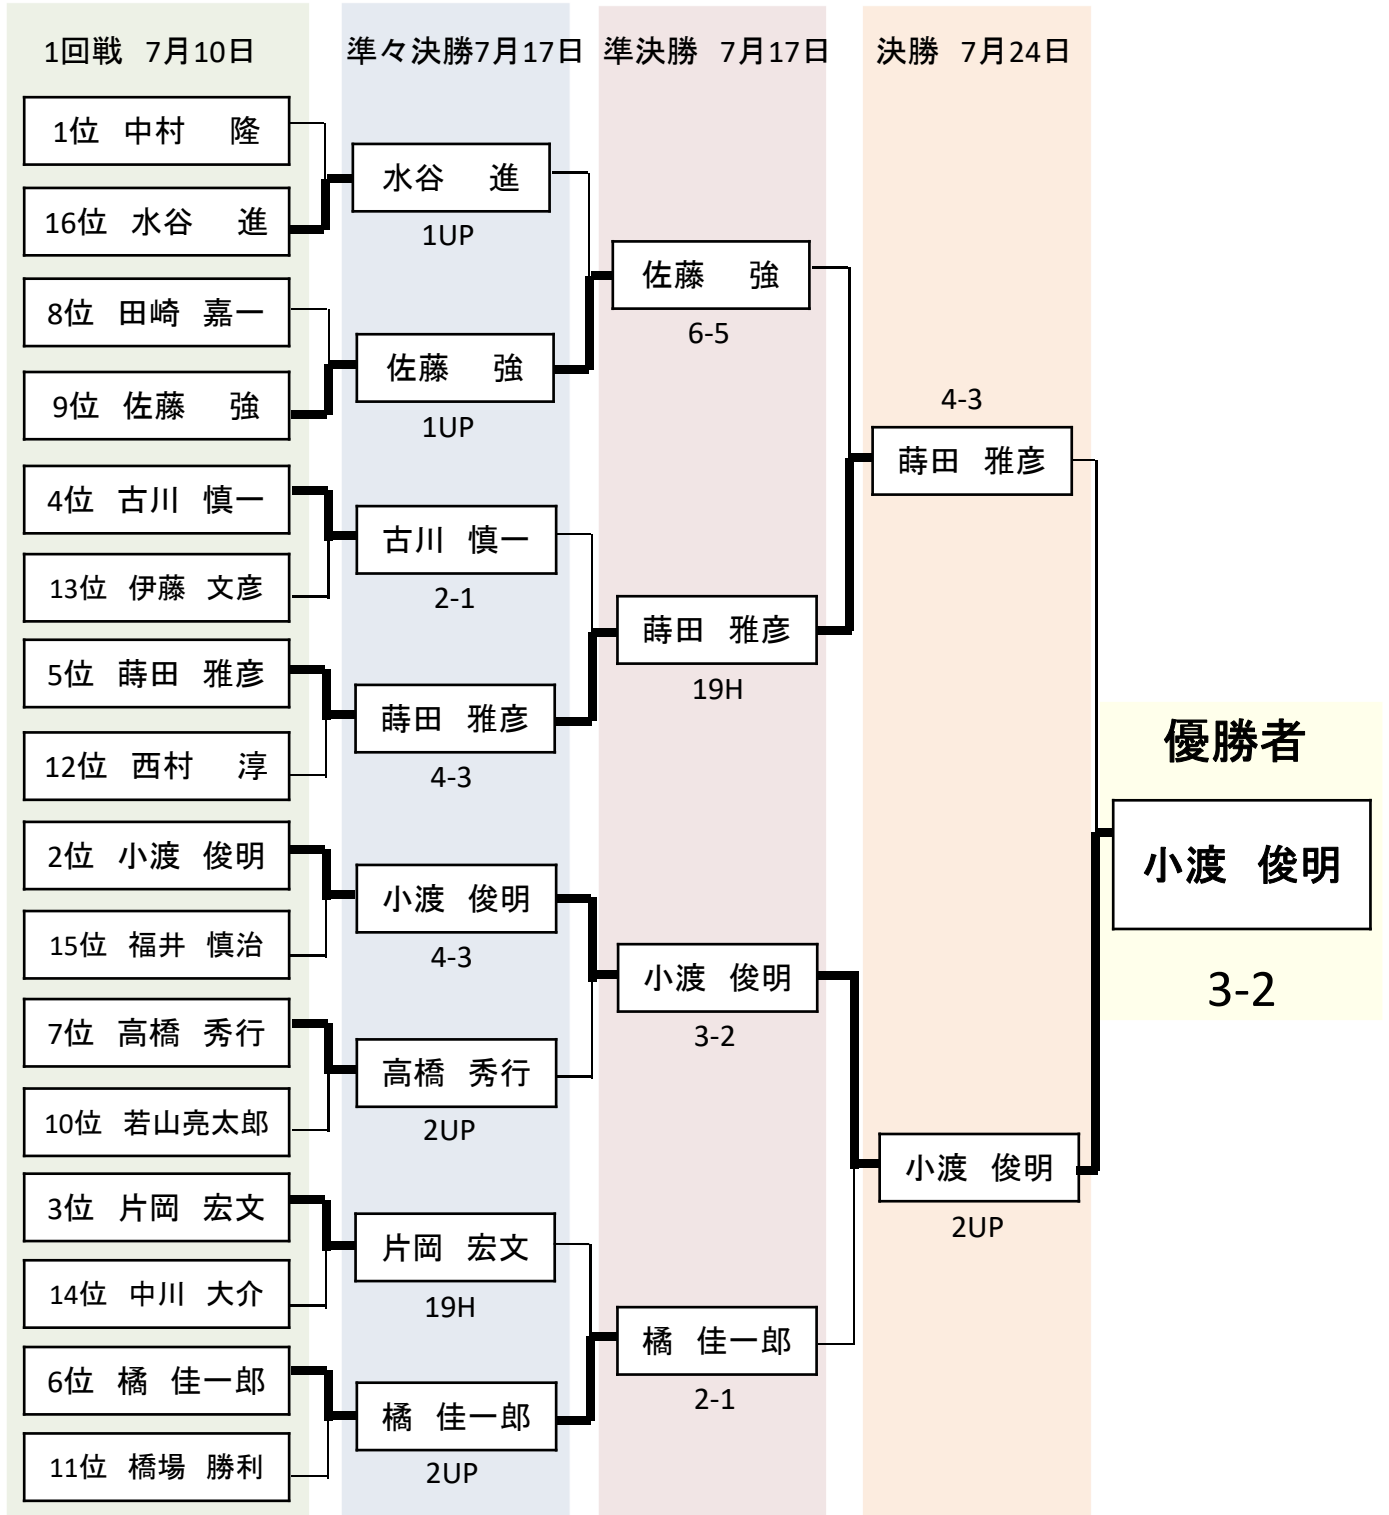 1回戦 7月10日
準々決勝7月17日
準決勝 7月17日
決勝 7月24日
1位 中村 隆
16位 水谷 進
8位 田崎 嘉一
9位 佐藤 強
4位 古川 慎一
13位 伊藤 文彦
5位 蒔田 雅彦
12位 西村 淳
2位 小渡 俊明
15位 福井 慎治
7位 高橋 秀行
10位 若山亮太郎
3位 片岡 宏文
14位 中川 大介
6位 橘 佳一郎
11位 橋場 勝利
水谷 進
1UP
佐藤 強
1UP
古川 慎一
2-1
蒔田 雅彦
4-3
小渡 俊明
4-3
高橋 秀行
2UP
片岡 宏文
19H
橘 佳一郎
2UP
佐藤 強
6-5
蒔田 雅彦
19H
小渡 俊明
3-2
橘 佳一郎
2-1
4-3
蒔田 雅彦
小渡 俊明
2UP
優勝者
小渡 俊明
3-2